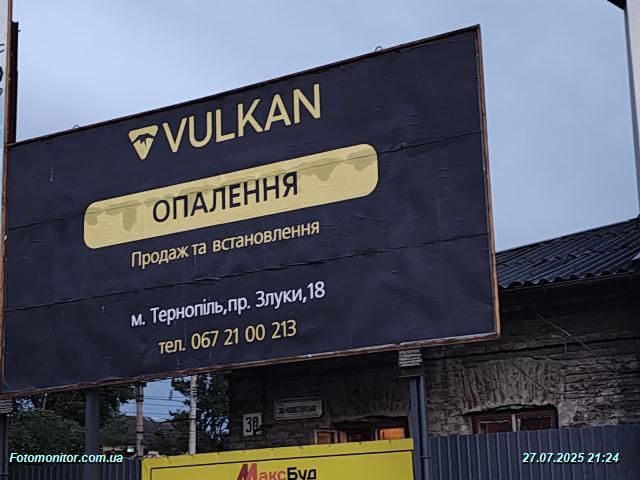 VULKAN
ОПАЛЕННЯ
Продаж та встановлення
м. Тернопіль,пр. Злуки,18
тел. 067 21 00 213
МаксБуд
Fotomonitor.com.ua
27.07.2025 21:24